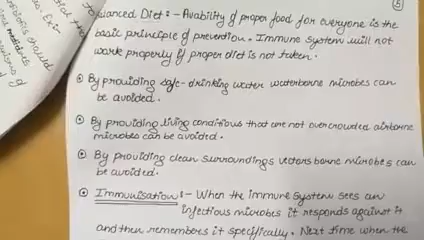 (5)
Balanced Diet :- Avability of proper food for everyone is the
basic principle of prevention. Immune system will not
work properly if proper diet is not taken.
By providing safe-drinking water waterborne microbes can
be avoided.
By providing living conditions that are not overcrowded airborne
microbes can be avoided.
By providing clean surroundings vectors borne microbes can
be avoided.
Immunisation :- When the immune system sees an
infectious microbes it responds against it
and then remembers it specifically. Next time when the